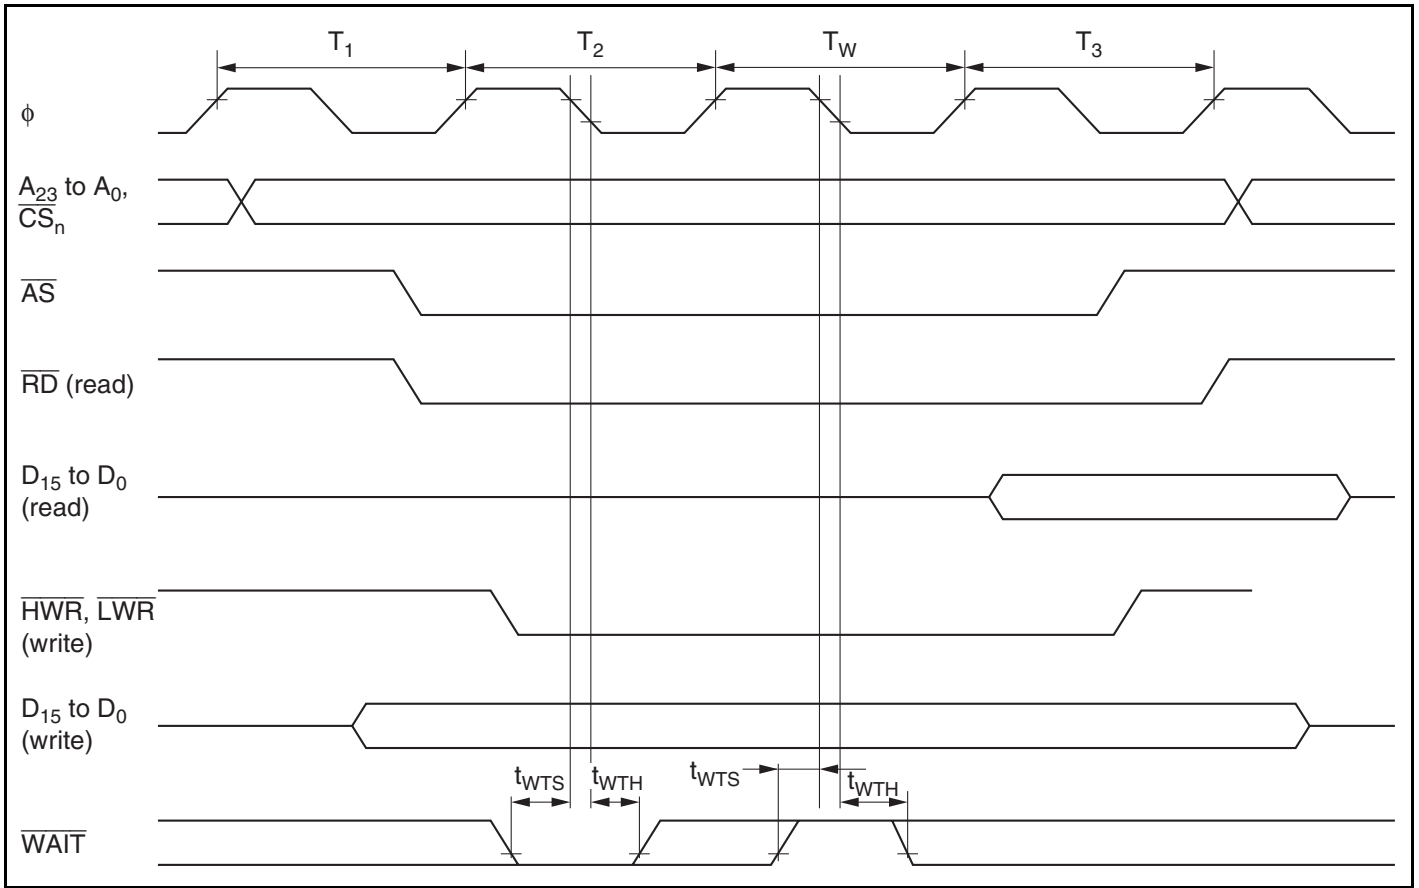 T1 T2 TW T3
ϕ
A23 to A0,
CSn
AS
RD (read)
D15 to D0
(read)
HWR, LWR
(write)
D15 to D0
(write)
tWTS tWTH tWTS tWTH
WAIT